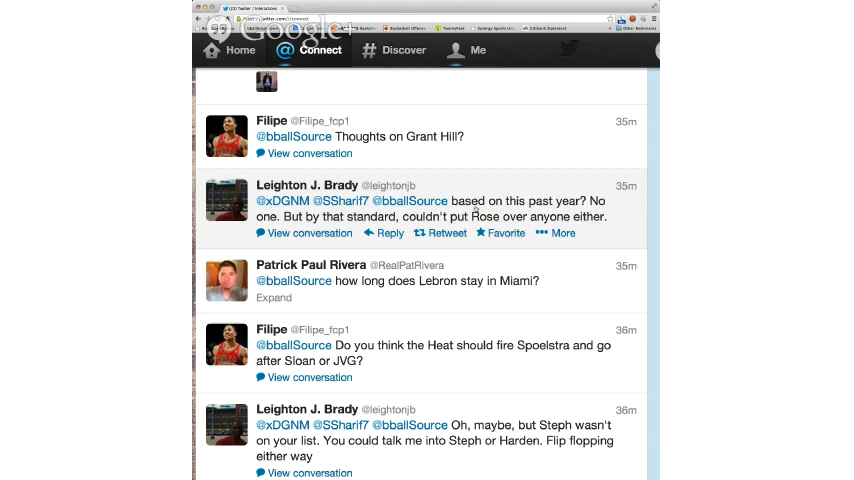 (22) Twitter / Interactions
Google+
Home
Connect
Discover
Me
Filipe @Filipe_fcp1 35m
@bballSource Thoughts on Grant Hill?
View conversation
Leighton J. Brady @leightonjb 35m
@xDGNM @SSharif7 @bballSource based on this past year? No
one. But by that standard, couldn't put Rose over anyone either.
View conversation Reply Retweet Favorite More
Patrick Paul Rivera @RealPatRivera 35m
@bballSource how long does Lebron stay in Miami?
Expand
Filipe @Filipe_fcp1 36m
@bballSource Do you think the Heat should fire Spoelstra and go
after Sloan or JVG?
View conversation
Leighton J. Brady @leightonjb 36m
@xDGNM @SSharif7 @bballSource Oh, maybe, but Steph wasn't
on your list. You could talk me into Steph or Harden. Flip flopping
either way
View conversation